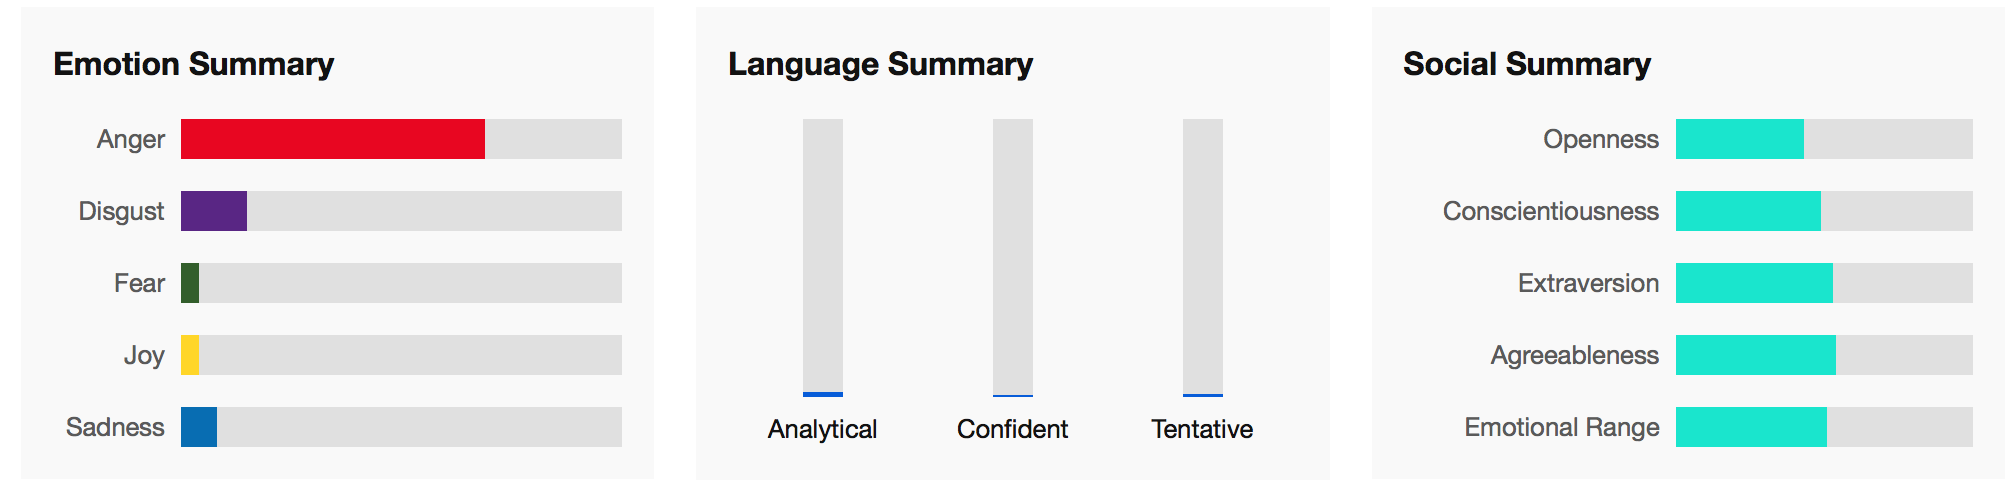 Emotion Summary
Anger
Disgust
Fear
Joy
Sadness
Language Summary
Analytical
Confident
Tentative
Social Summary
Openness
Conscientiousness
Extraversion
Agreeableness
Emotional Range